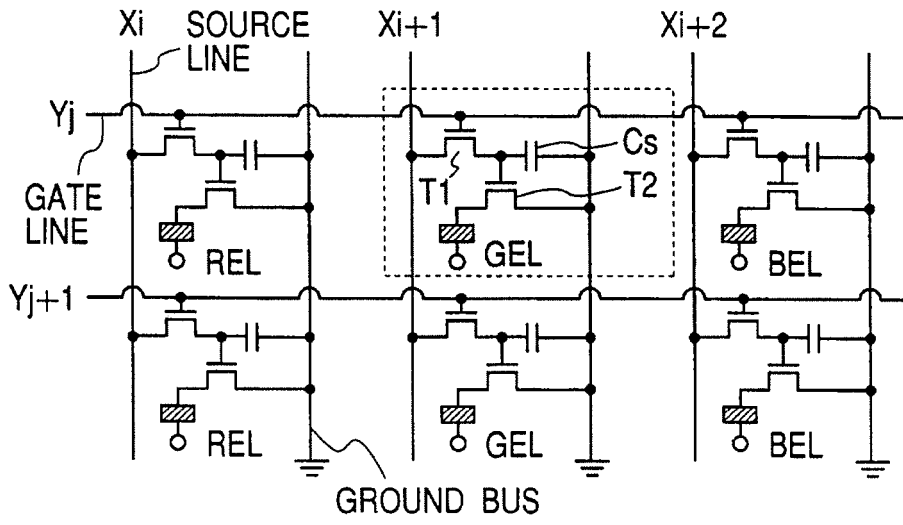 Xi
SOURCE
LINE
Xi+1
Xi+2
Yj
GATE
LINE
T1
Cs
T2
REL
GEL
BEL
Yj+1
REL
GEL
BEL
GROUND BUS